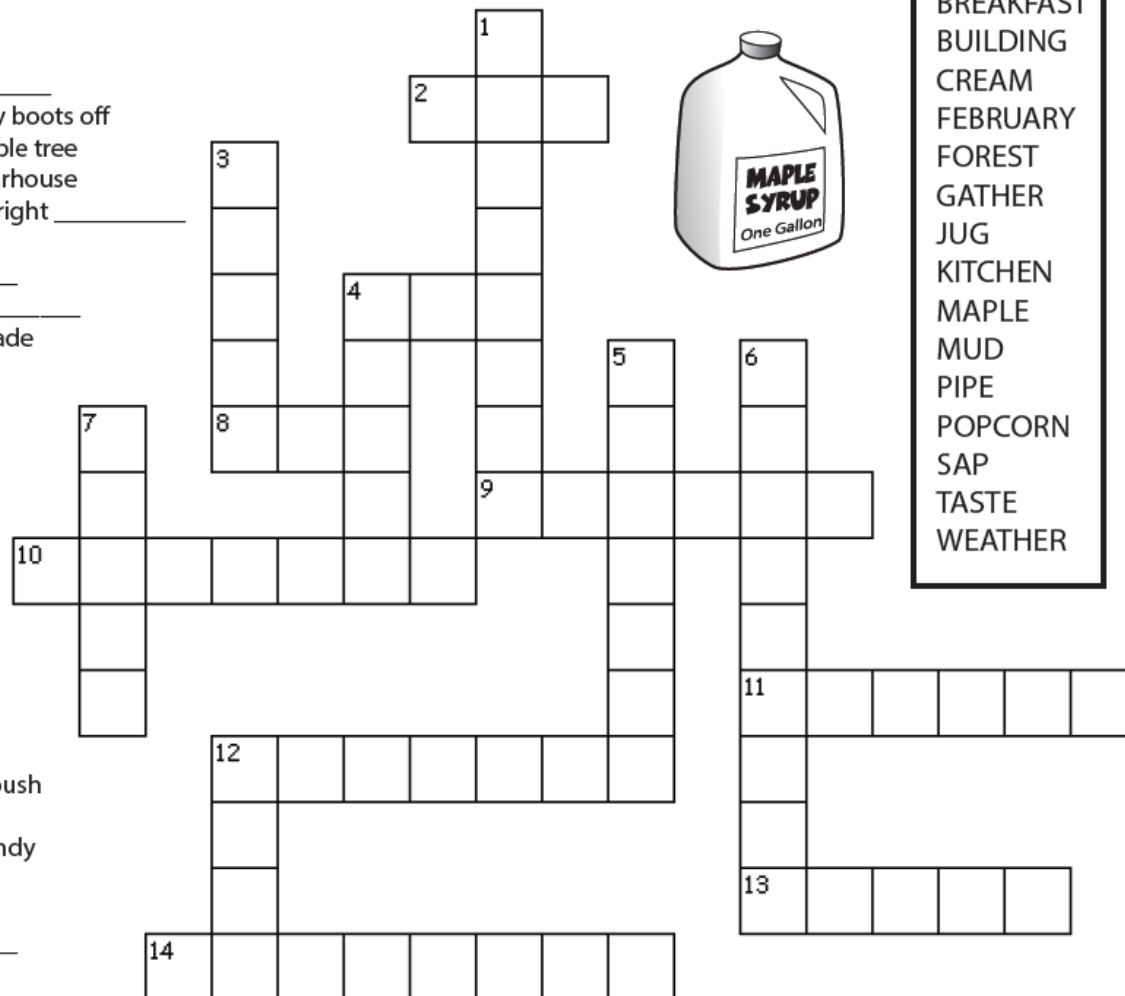 y boots off
tree
rhouse
right _________
ade
ush
ndy
1
2
3
4
5
6
7
8
9
10
11
12
13
14
MAPLE
SYRUP
One Gallon
BREAKFAST
BUILDING
CREAM
FEBRUARY
FOREST
GATHER
JUG
KITCHEN
MAPLE
MUD
PIPE
POPCORN
SAP
TASTE
WEATHER